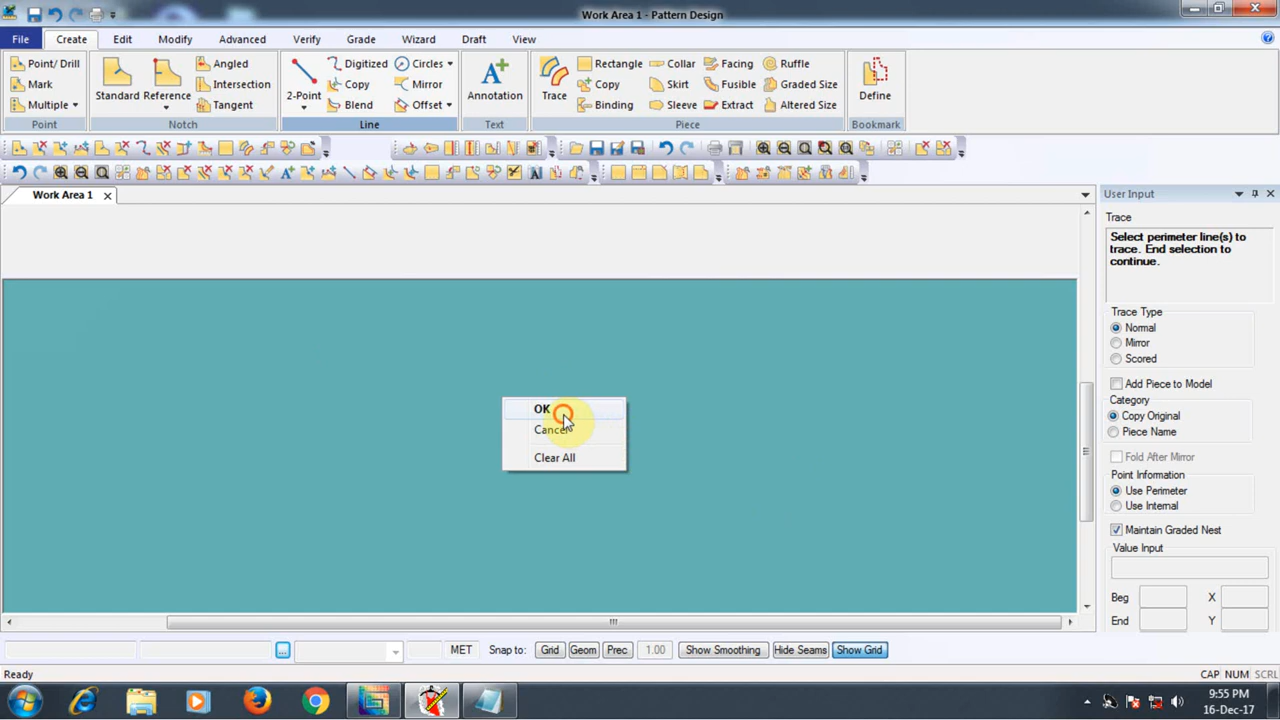 Work Area 1 - Pattern Design
File Create Edit Modify Advanced Verify Grade Wizard Draft View
Point/ Drill
Mark
Multiple
Point
Standard Reference
Angled
Intersection
Tangent
Notch
2-Point
Digitized Circles
Copy Mirror
Blend Offset
Line
Annotation
Text
Trace
Rectangle Collar Facing Ruffle
Copy Skirt Fusible Graded Size
Binding Sleeve Extract Altered Size
Piece
Define
Bookmark
Work Area 1
OK
Cancel
Clear All
User Input
Trace
Select perimeter line(s) to
trace. End selection to
continue.
Trace Type
Normal
Mirror
Scored
Add Piece to Model
Category
Copy Original
Piece Name
Fold After Mirror
Point Information
Use Perimeter
Use Internal
Maintain Graded Nest
Value Input
Beg X
End Y
... MET Snap to: Grid Geom Prec 1.00 Show Smoothing Hide Seams Show Grid
Ready CAP NUM SCRL
9:55 PM
16-Dec-17